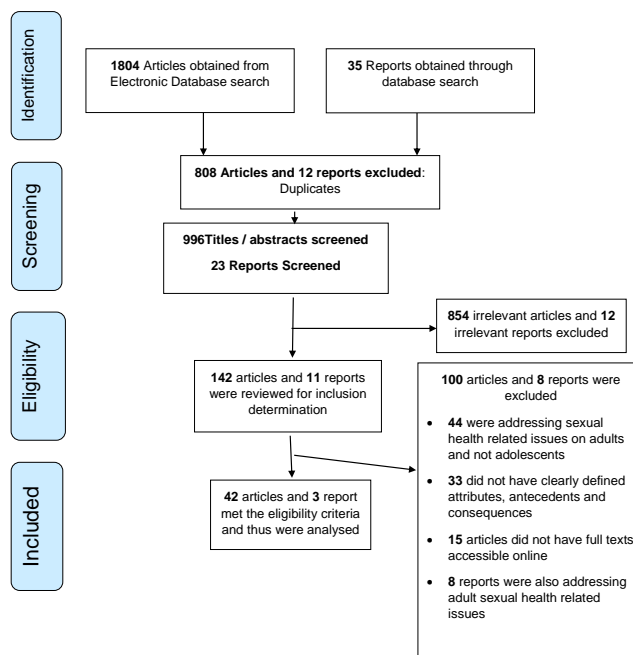 Identification
1804 Articles obtained from
Electronic Database search
35 Reports obtained through
database search
808 Articles and 12 reports excluded:
Duplicates
Screening
996Titles / abstracts screened
23 Reports Screened
854 irrelevant articles and 12
irrelevant reports excluded
Eligibility
142 articles and 11 reports
were reviewed for inclusion
determination
100 articles and 8 reports were
excluded
• 44 were addressing sexual
health related issues on adults
and not adolescents
• 33 did not have clearly defined
attributes, antecedents and
consequences
• 15 articles did not have full texts
accessible online
• 8 reports were also addressing
adult sexual health related
issues
Included
42 articles and 3 report
met the eligibility criteria
and thus were analysed